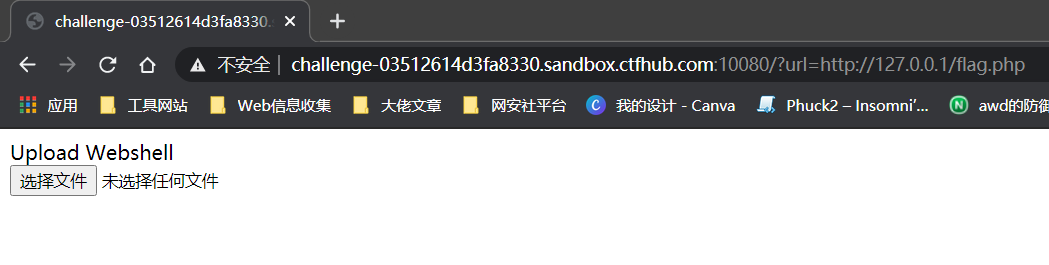 challenge-03512614d3fa8330.s
不安全 | challenge-03512614d3fa8330.sandbox.ctfhub.com:10080/?url=http://127.0.0.1/flag.php
应用 工具网站 Web信息收集 大佬文章 网安社平台 C 我的设计 - Canva Phuck2 – Insomni'... N awd的防御
Upload Webshell
选择文件 未选择任何文件